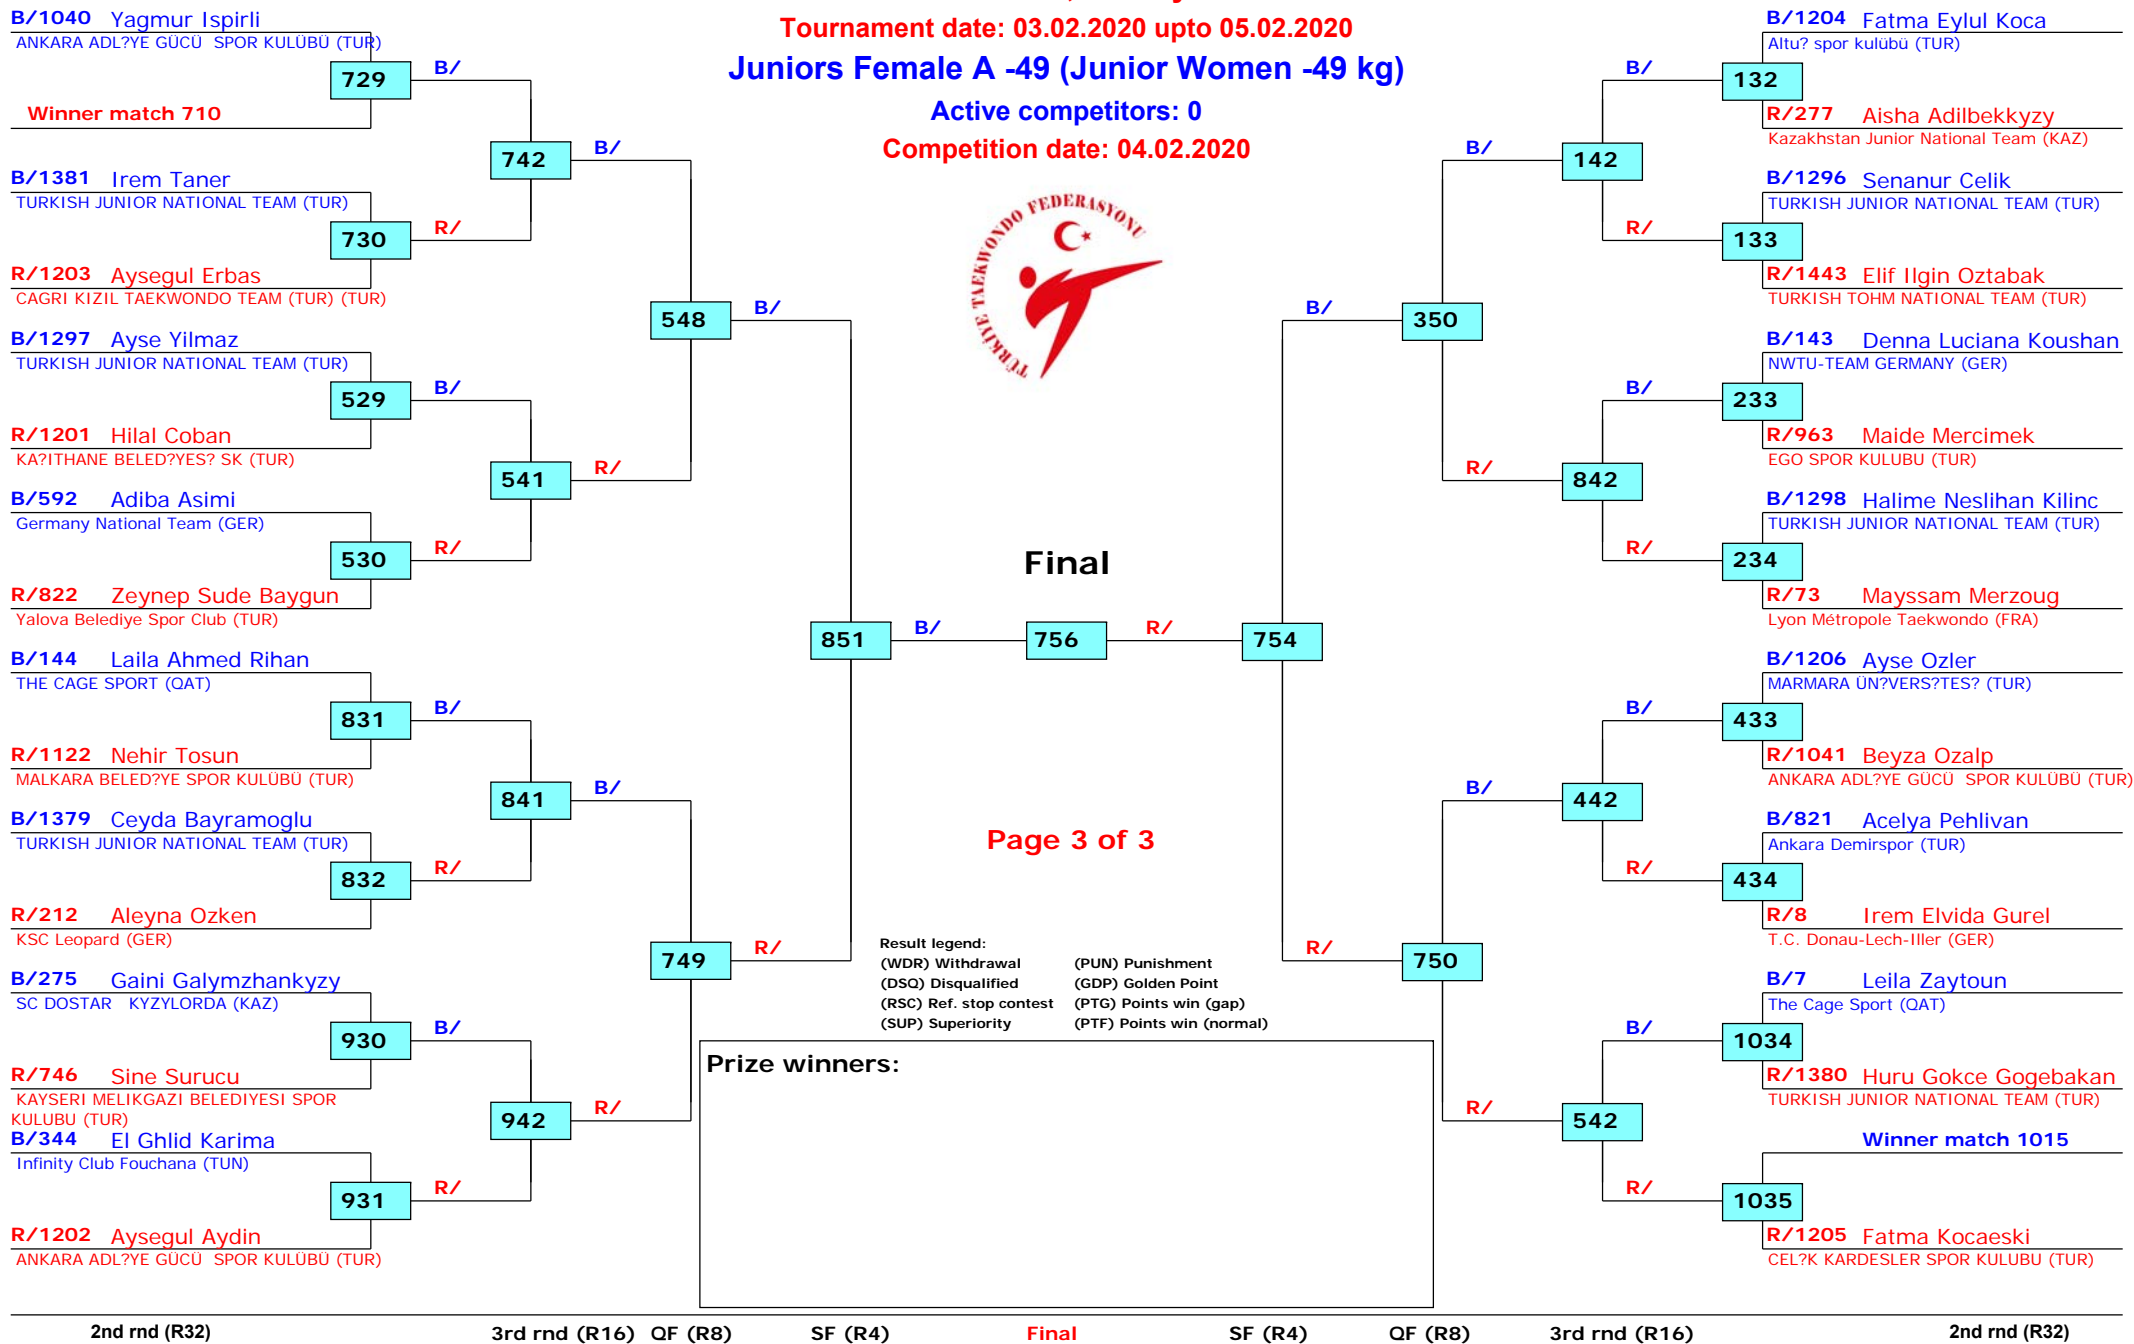 Tournament date: 03.02.2020 upto 05.02.2020
Juniors Female A -49 (Junior Women -49 kg)
Active competitors: 0
Competition date: 04.02.2020
TÜRKİYE TAEKWONDO FEDERASYONU
B/1040 Yagmur Ispirli
ANKARA ADL?YE GÜCÜ SPOR KULÜBÜ (TUR)
729
B/
Winner match 710
742
B/
B/1381 Irem Taner
TURKISH JUNIOR NATIONAL TEAM (TUR)
730
R/
R/1203 Aysegul Erbas
CAGRI KIZIL TAEKWONDO TEAM (TUR) (TUR)
548
B/
B/1297 Ayse Yilmaz
TURKISH JUNIOR NATIONAL TEAM (TUR)
529
B/
R/1201 Hilal Coban
KA?ITHANE BELED?YES? SK (TUR)
541
R/
B/592 Adiba Asimi
Germany National Team (GER)
530
R/
R/822 Zeynep Sude Baygun
Yalova Belediye Spor Club (TUR)
851
B/
B/144 Laila Ahmed Rihan
THE CAGE SPORT (QAT)
831
B/
R/1122 Nehir Tosun
MALKARA BELED?YE SPOR KULÜBÜ (TUR)
841
B/
B/1379 Ceyda Bayramoglu
TURKISH JUNIOR NATIONAL TEAM (TUR)
832
R/
R/212 Aleyna Ozken
KSC Leopard (GER)
749
R/
B/275 Gaini Galymzhankyzy
SC DOSTAR KYZYLORDA (KAZ)
930
B/
R/746 Sine Surucu
KAYSERI MELIKGAZI BELEDIYESI SPOR
KULUBU (TUR)
942
R/
B/344 El Ghlid Karima
Infinity Club Fouchana (TUN)
931
R/
R/1202 Aysegul Aydin
ANKARA ADL?YE GÜCÜ SPOR KULÜBÜ (TUR)
Final
756
R/
754
Page 3 of 3
Result legend:
(WDR) Withdrawal (PUN) Punishment
(DSQ) Disqualified (GDP) Golden Point
(RSC) Ref. stop contest (PTG) Points win (gap)
(SUP) Superiority (PTF) Points win (normal)
Prize winners:
B/1204 Fatma Eylul Koca
Altu? spor kulübü (TUR)
B/
132
R/277 Aisha Adilbekkyzy
Kazakhstan Junior National Team (KAZ)
B/
142
B/1296 Senanur Celik
TURKISH JUNIOR NATIONAL TEAM (TUR)
R/
133
R/1443 Elif Ilgin Oztabak
TURKISH TOHM NATIONAL TEAM (TUR)
B/
350
B/143 Denna Luciana Koushan
NWTU-TEAM GERMANY (GER)
B/
233
R/963 Maide Mercimek
EGO SPOR KULUBU (TUR)
R/
842
B/1298 Halime Neslihan Kilinc
TURKISH JUNIOR NATIONAL TEAM (TUR)
R/
234
R/73 Mayssam Merzoug
Lyon Métropole Taekwondo (FRA)
B/1206 Ayse Ozler
MARMARA ÜN?VERS?TES? (TUR)
B/
433
R/1041 Beyza Ozalp
ANKARA ADL?YE GÜCÜ SPOR KULÜBÜ (TUR)
B/
442
B/821 Acelya Pehlivan
Ankara Demirspor (TUR)
R/
434
R/8 Irem Elvida Gurel
T.C. Donau-Lech-Iller (GER)
R/
750
B/7 Leila Zaytoun
The Cage Sport (QAT)
B/
1034
R/1380 Huru Gokce Gogebakan
TURKISH JUNIOR NATIONAL TEAM (TUR)
R/
542
Winner match 1015
R/
1035
R/1205 Fatma Kocaeski
CEL?K KARDESLER SPOR KULUBU (TUR)
2nd rnd (R32) 3rd rnd (R16) QF (R8) SF (R4) Final SF (R4) QF (R8) 3rd rnd (R16) 2nd rnd (R32)